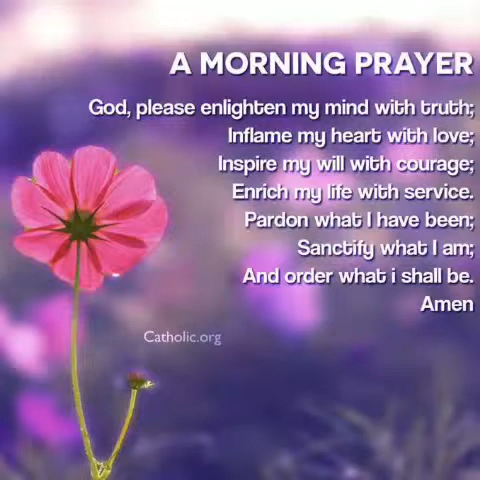 A MORNING PRAYER
God, please enlighten my mind with truth;
Inflame my heart with love;
Inspire my will with courage;
Enrich my life with service.
Pardon what I have been;
Sanctify what I am;
And order what i shall be.
Amen
Catholic.org